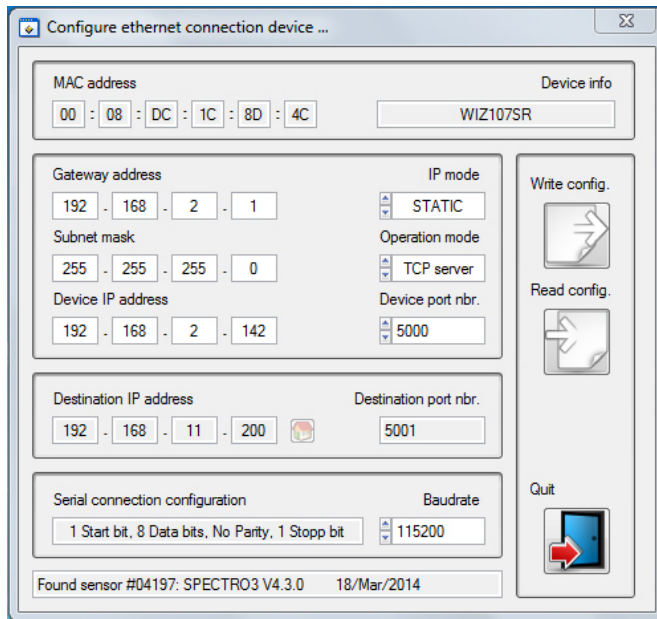 Configure ethernet connection device ...
MAC address Device info
00 : 08 : DC : 1C : 8D : 4C WIZ107SR
Gateway address IP mode
192 . 168 . 2 . 1 STATIC
Subnet mask Operation mode
255 . 255 . 255 . 0 TCP server
Device IP address Device port nbr.
192 . 168 . 2 . 142 5000
Write config.
Read config.
Destination IP address Destination port nbr.
192 . 168 . 11 . 200 5001
Serial connection configuration Baudrate
1 Start bit, 8 Data bits, No Parity, 1 Stopp bit 115200
Quit
Found sensor #04197: SPECTRO3 V4.3.0 18/Mar/2014